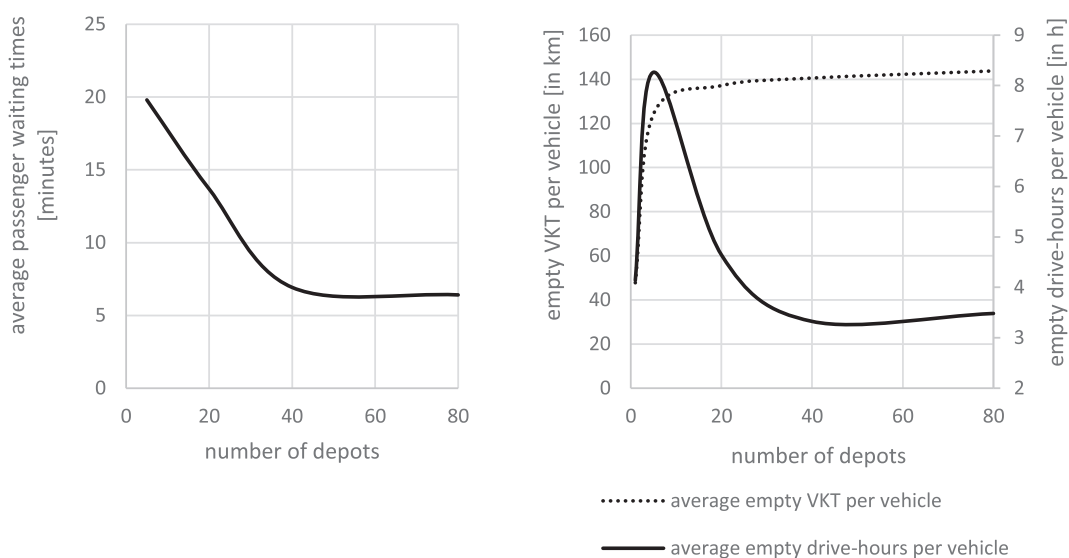 average passenger waiting times
[minutes]
25
20
15
10
5
0
0 20 40 60 80
number of depots
empty VKT per vehicle [in km]
160
140
120
100
80
60
40
20
0
9
8
7
6
5
4
3
2
empty drive-hours per vehicle [in h]
0 20 40 60 80
number of depots
average empty VKT per vehicle
average empty drive-hours per vehicle